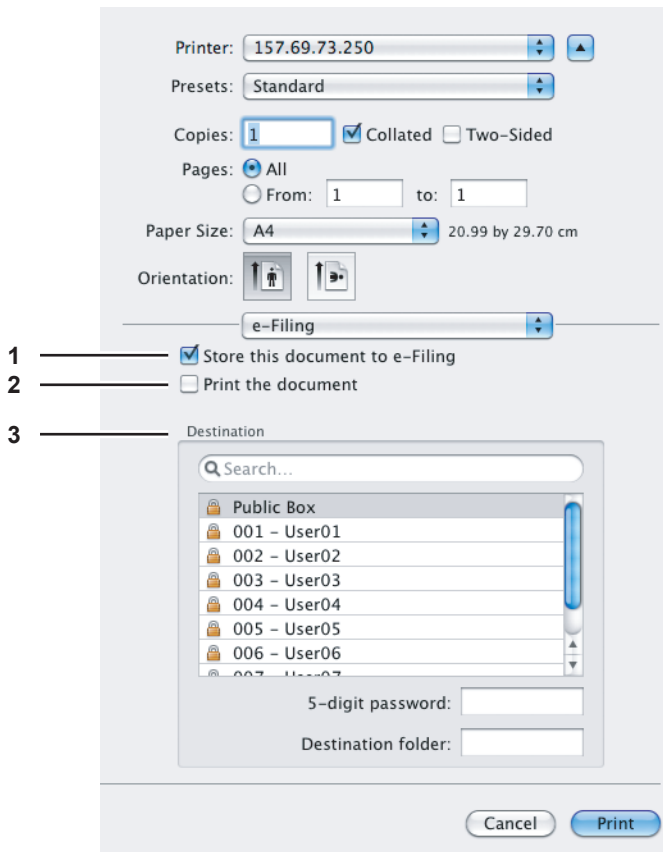 Printer: 157.69.73.250
Presets: Standard
Copies: 1 Collated Two-Sided
Pages: All
From: 1 to: 1
Paper Size: A4 20.99 by 29.70 cm
Orientation:
e-Filing
1 Store this document to e-Filing
2 Print the document
3 Destination
Search...
Public Box
001 – User01
002 – User02
003 – User03
004 – User04
005 – User05
006 – User06
007 – User07
5-digit password:
Destination folder:
Cancel Print